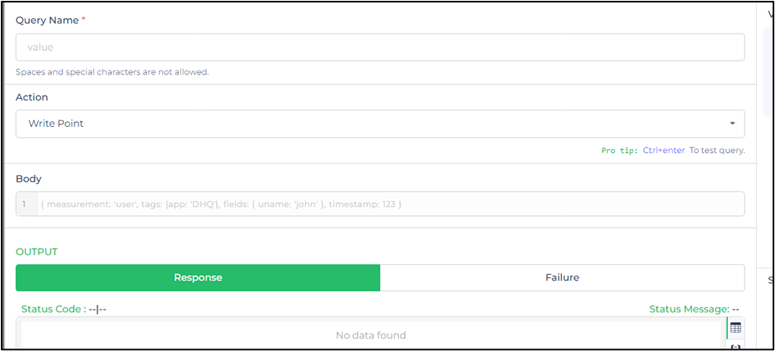 Query Name *
value
Spaces and special characters are not allowed.
Action
Write Point
Pro tip: Ctrl+enter To test query.
Body
1 { measurement: 'user', tags: {app: 'DHQ'}, fields: { uname: 'john' }, timestamp: 123 }
OUTPUT
Response Failure
Status Code : --|-- Status Message: --
No data found